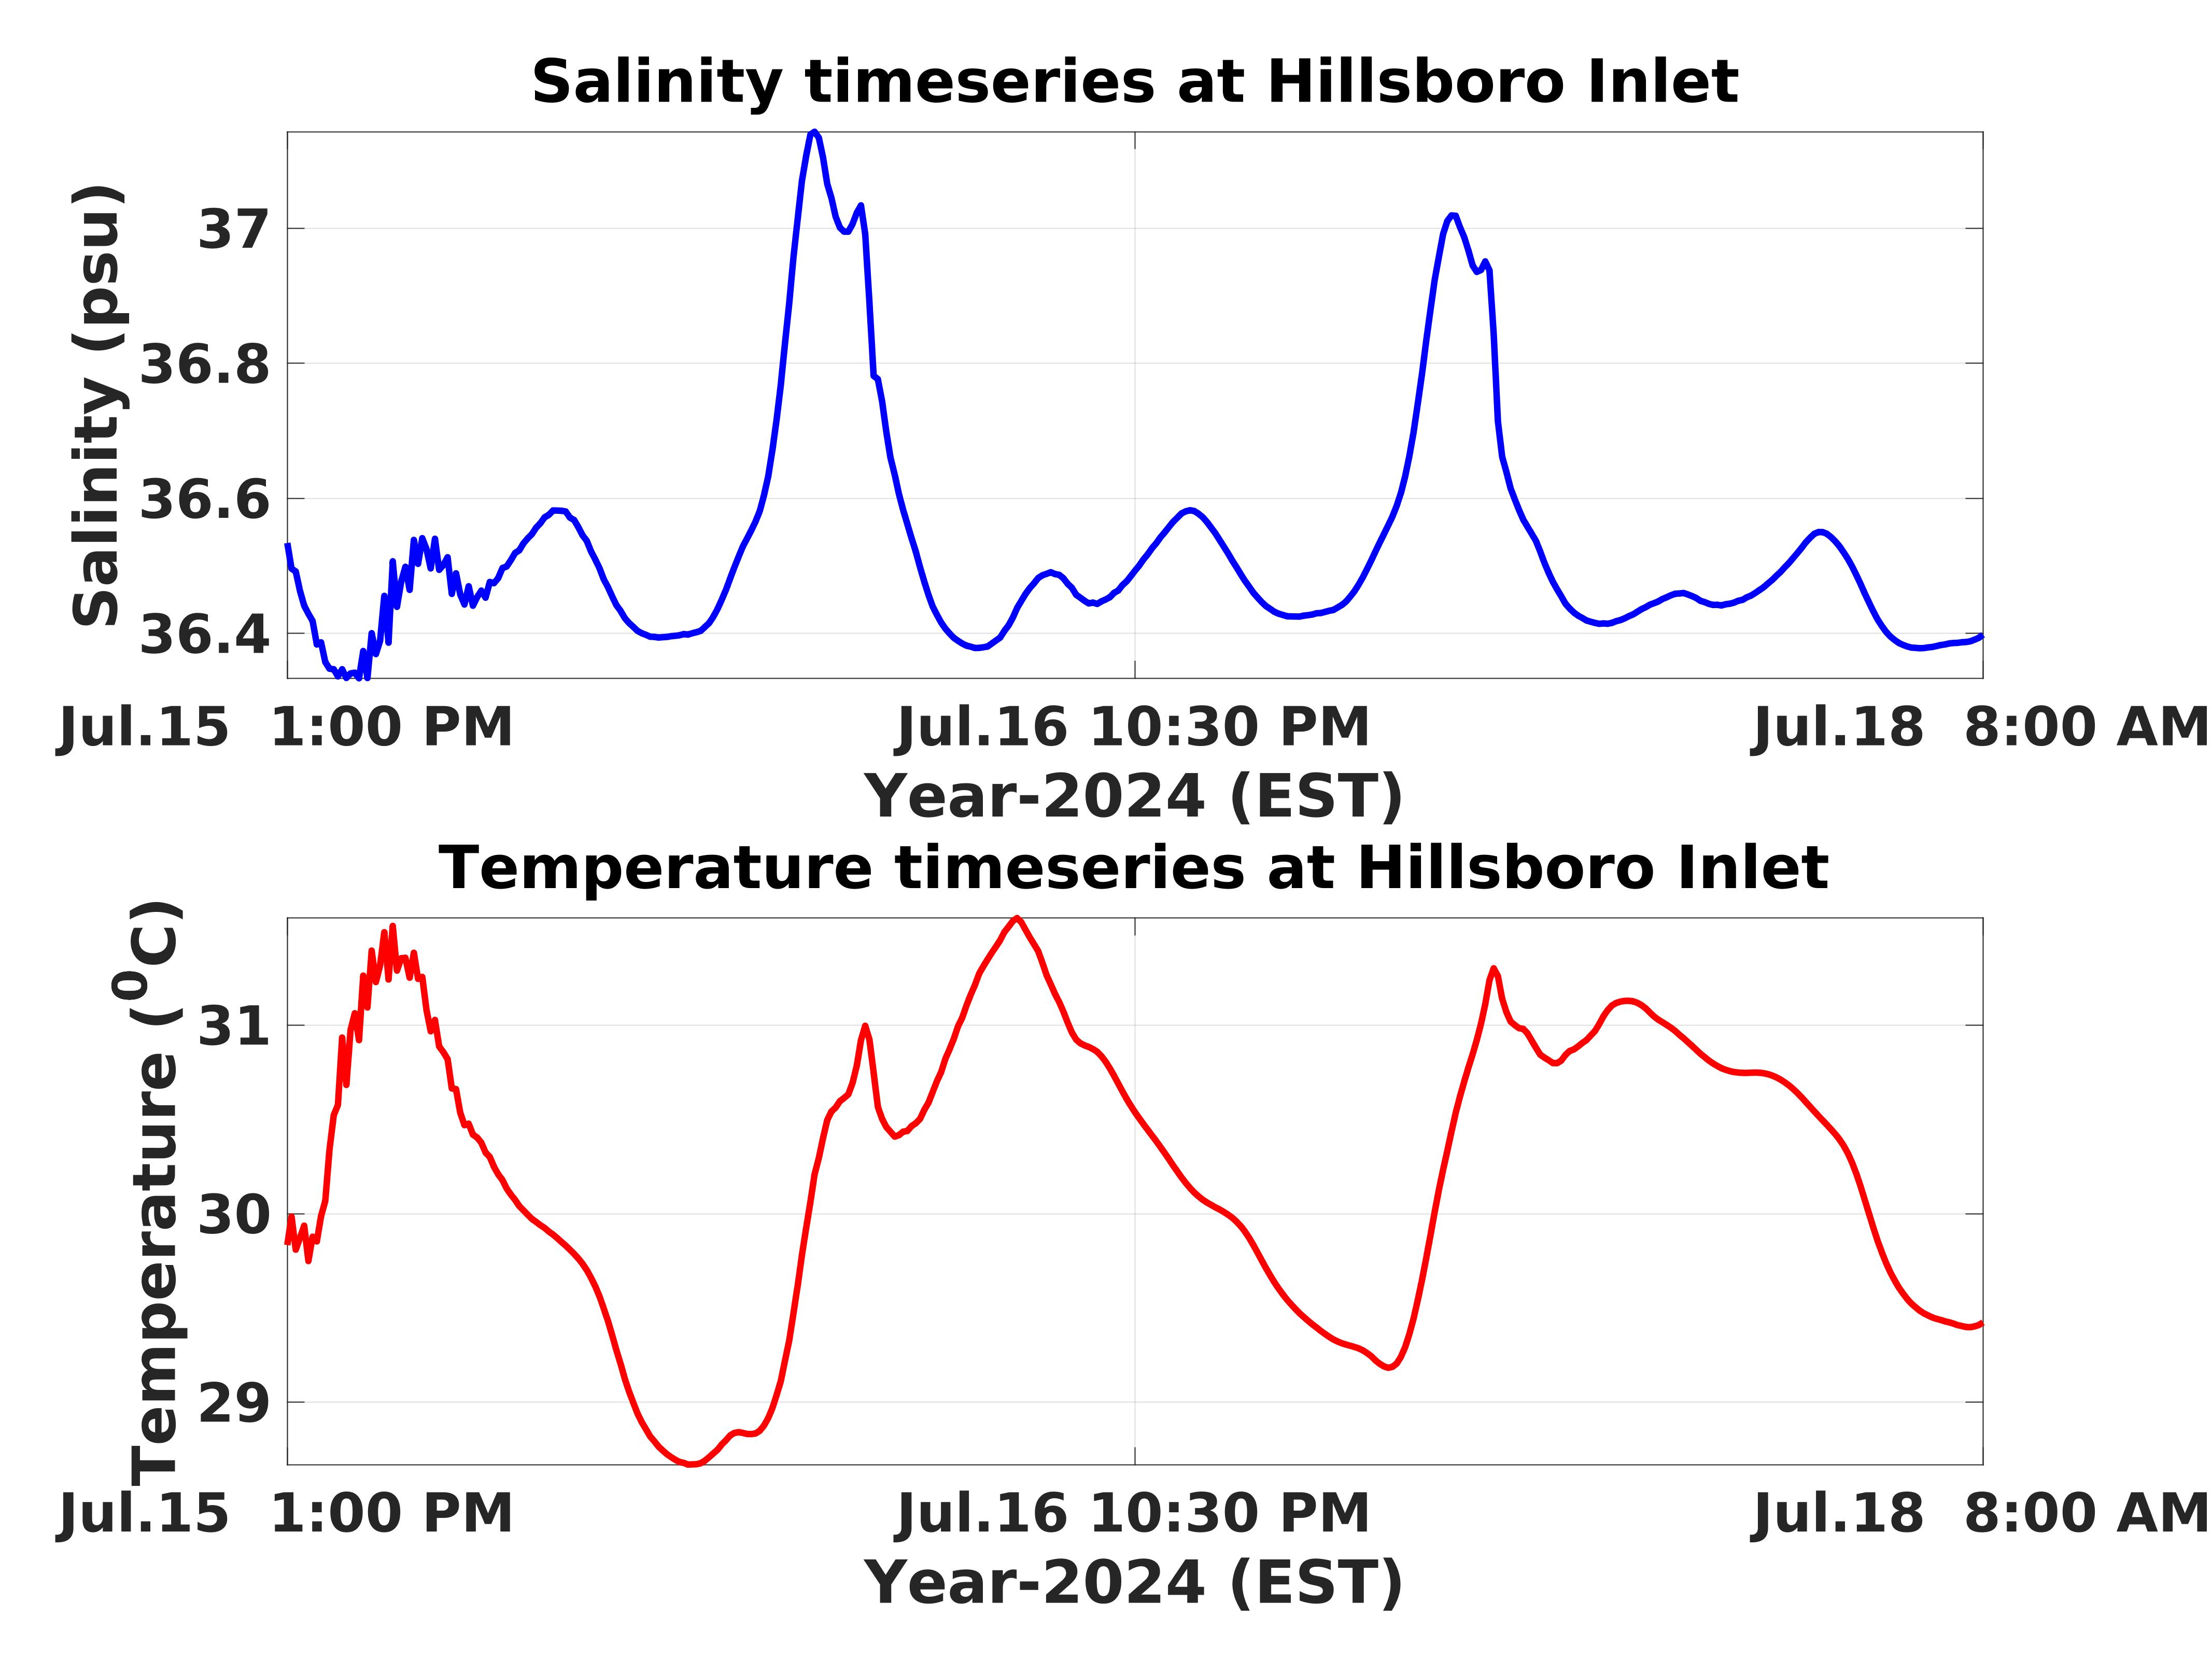 Salinity timeseries at Hillsboro Inlet
Salinity (psu)
37
36.8
36.6
36.4
Jul.15  1:00 PM
Jul.16 10:30 PM
Jul.18  8:00 AM
Year-2024 (EST)
Temperature timeseries at Hillsboro Inlet
Temperature (⁰C)
31
30
29
Jul.15  1:00 PM
Jul.16 10:30 PM
Jul.18  8:00 AM
Year-2024 (EST)